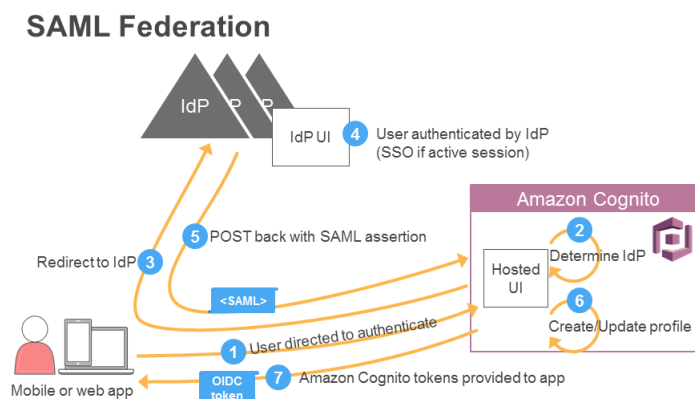 SAML Federation
IdP
P
P
IdP UI
4
User authenticated by IdP
(SSO if active session)
Amazon Cognito
2
Determine IdP
5
POST back with SAML assertion
Redirect to IdP
3
Hosted
UI
<SAML>
6
Create/Update profile
1
User directed to authenticate
Mobile or web app
OIDC
token
7
Amazon Cognito tokens provided to app